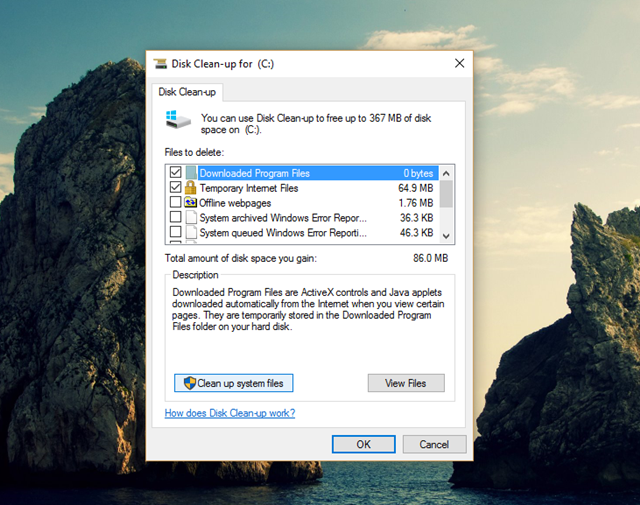 Disk Clean-up for (C:)
Disk Clean-up
You can use Disk Clean-up to free up to 367 MB of disk
space on (C:).
Files to delete:
Downloaded Program Files 0 bytes
Temporary Internet Files 64.9 MB
Offline webpages 1.76 MB
System archived Windows Error Repor... 36.3 KB
System queued Windows Error Reporti... 46.3 KB
Total amount of disk space you gain: 86.0 MB
Description
Downloaded Program Files are ActiveX controls and Java applets
downloaded automatically from the Internet when you view certain
pages. They are temporarily stored in the Downloaded Program
Files folder on your hard disk.
Clean up system files View Files
How does Disk Clean-up work?
OK Cancel